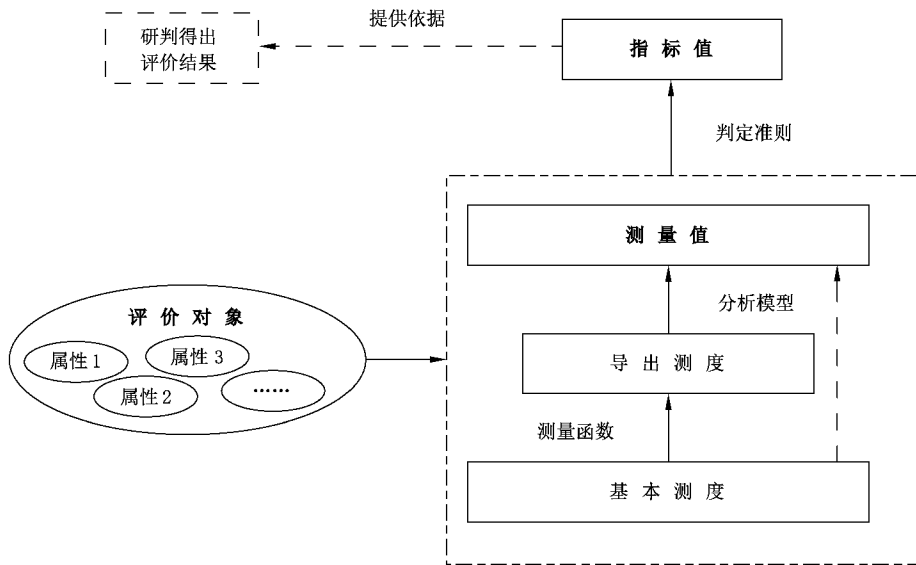 提供依据
研判得出
评价结果
指标值
判定准则
测量值
分析模型
评价对象
属性1
属性3
属性2
……
导出测度
测量函数
基本测度